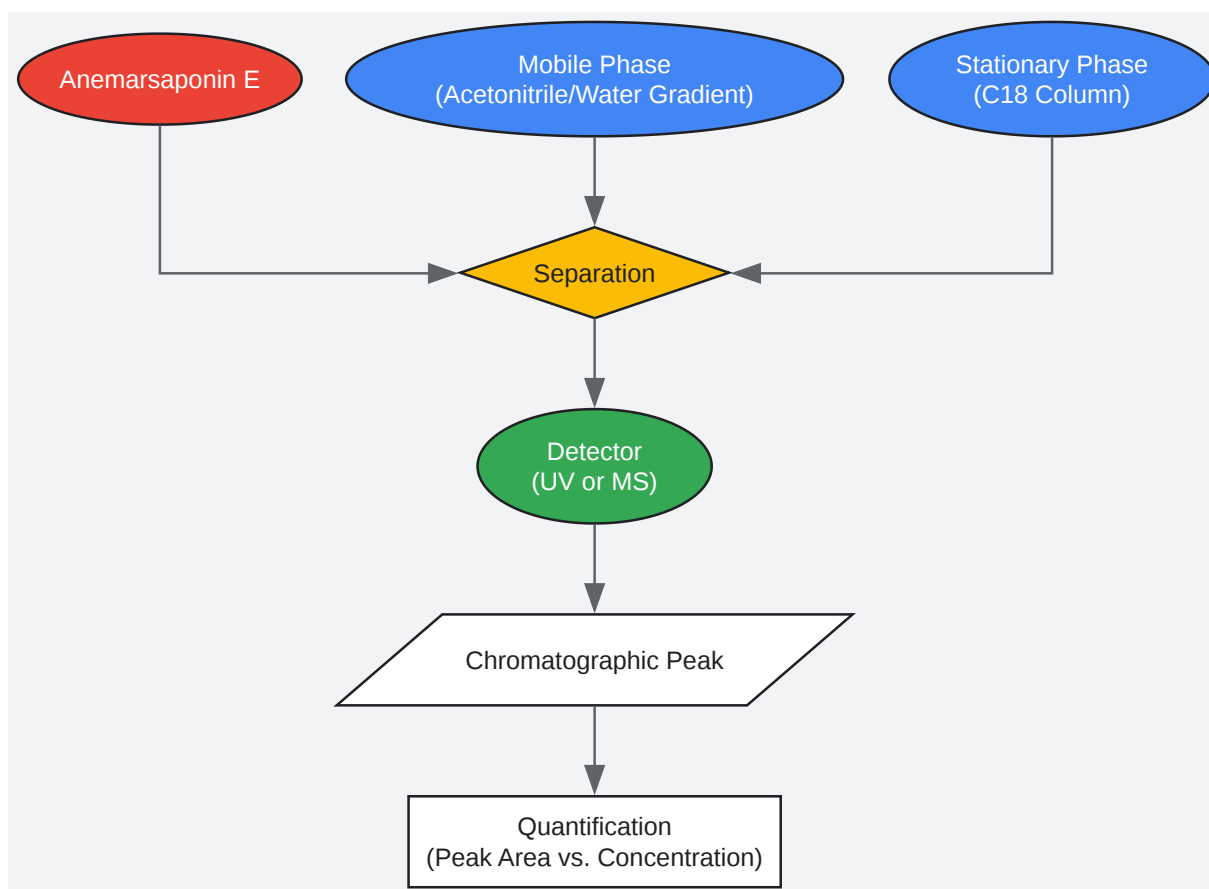 Anemarsaponin E
Mobile Phase
(Acetonitrile/Water Gradient)
Stationary Phase
(C18 Column)
Separation
Detector
(UV or MS)
Chromatographic Peak
Quantification
(Peak Area vs. Concentration)